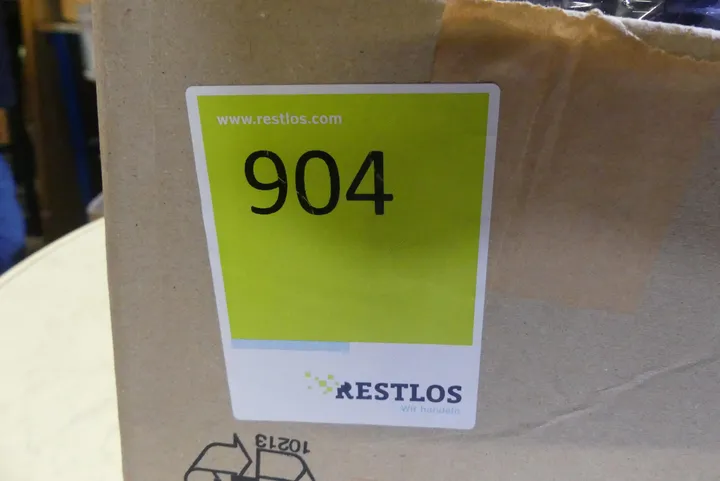 www.restlos.com
904
RESTLOS
Wir handeln
10213